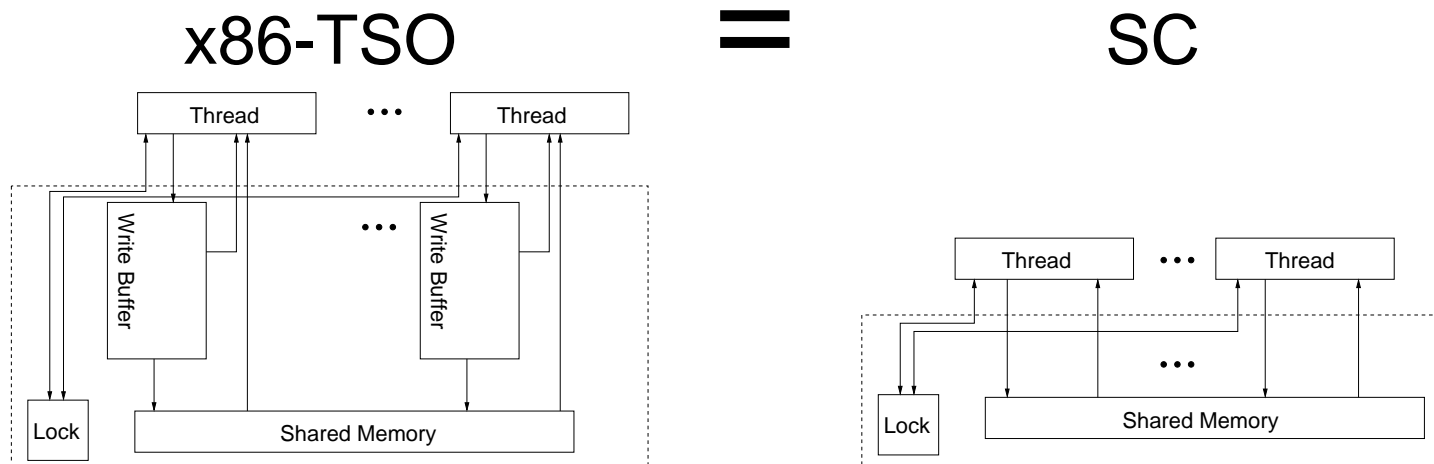 x86-TSO = SC
Thread ••• Thread
Write Buffer ••• Write Buffer
Lock
Shared Memory
Thread ••• Thread
•••
Lock
Shared Memory